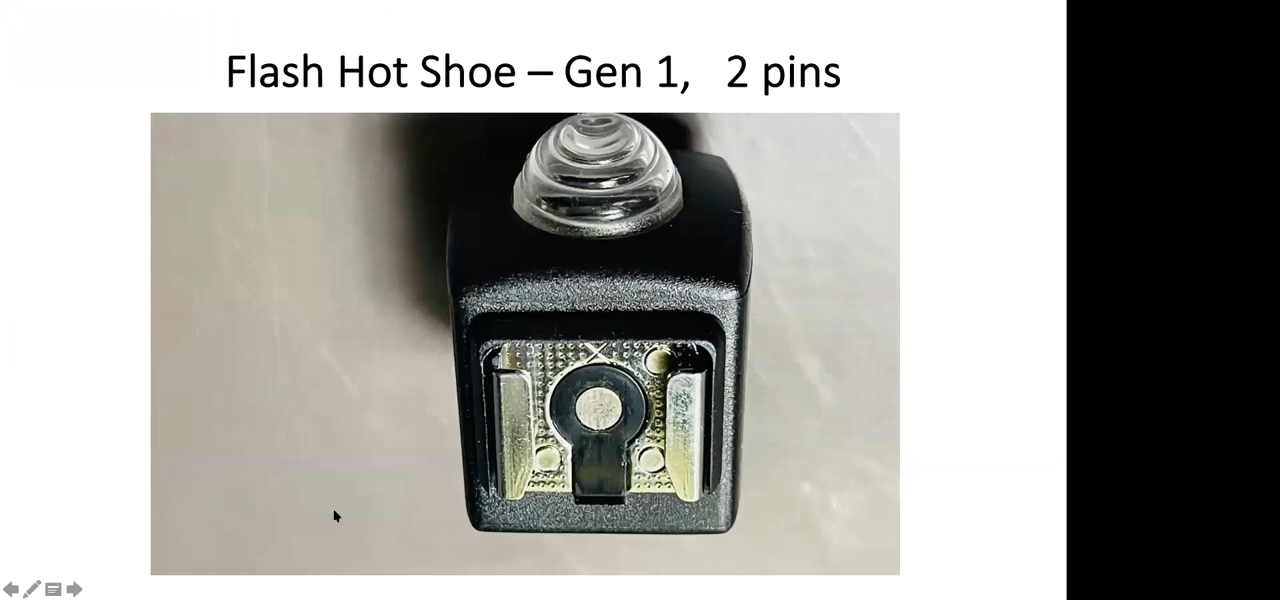 Flash Hot Shoe – Gen 1, 2 pins